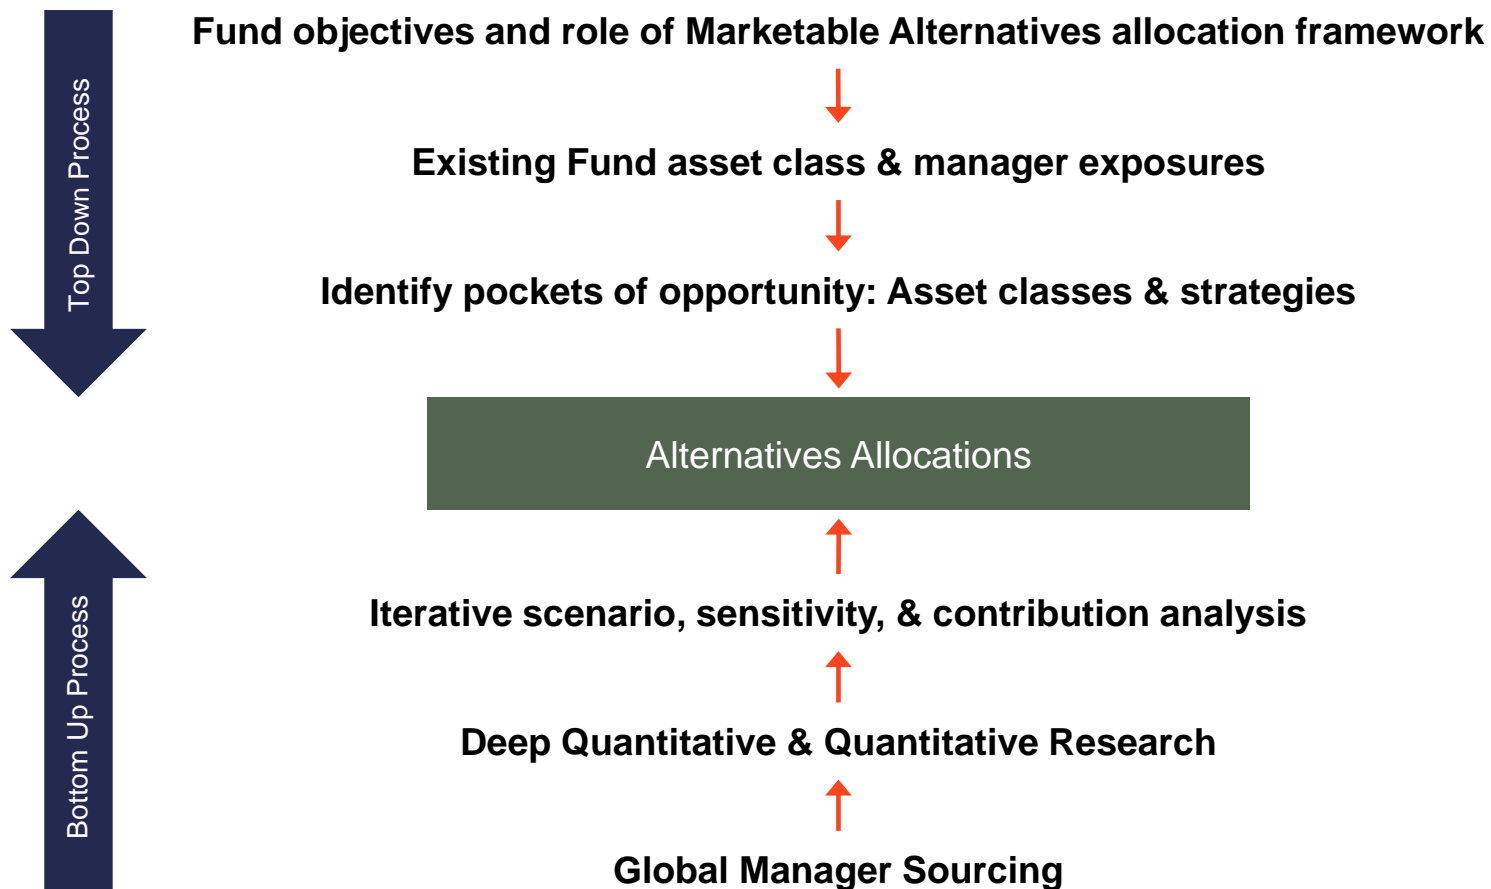 Fund objectives and role of Marketable Alternatives allocation framework
Top Down Process
Existing Fund asset class & manager exposures
Identify pockets of opportunity: Asset classes & strategies
Alternatives Allocations
Iterative scenario, sensitivity, & contribution analysis
Bottom Up Process
Deep Quantitative & Quantitative Research
Global Manager Sourcing